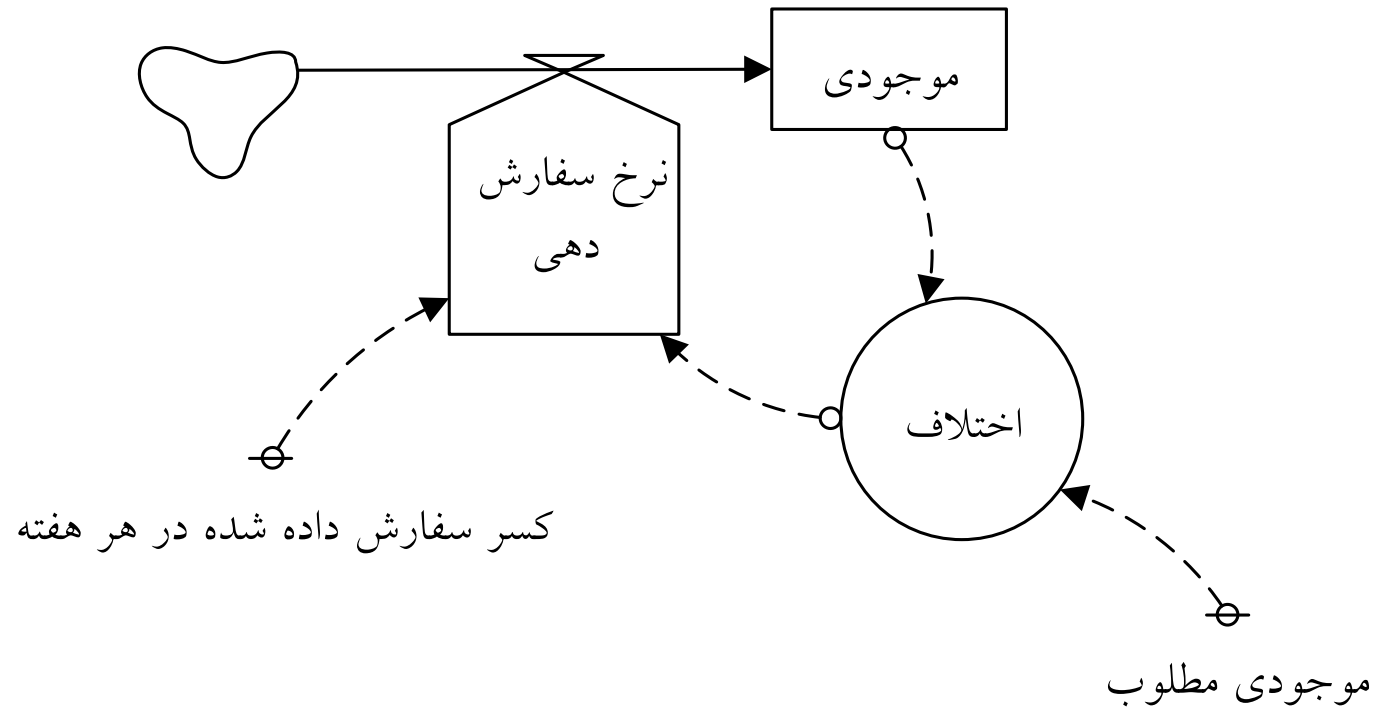 موجودی
نرخ سفارش
دهی
اختلاف
کسر سفارش داده شده در هر هفته
موجودی مطلوب